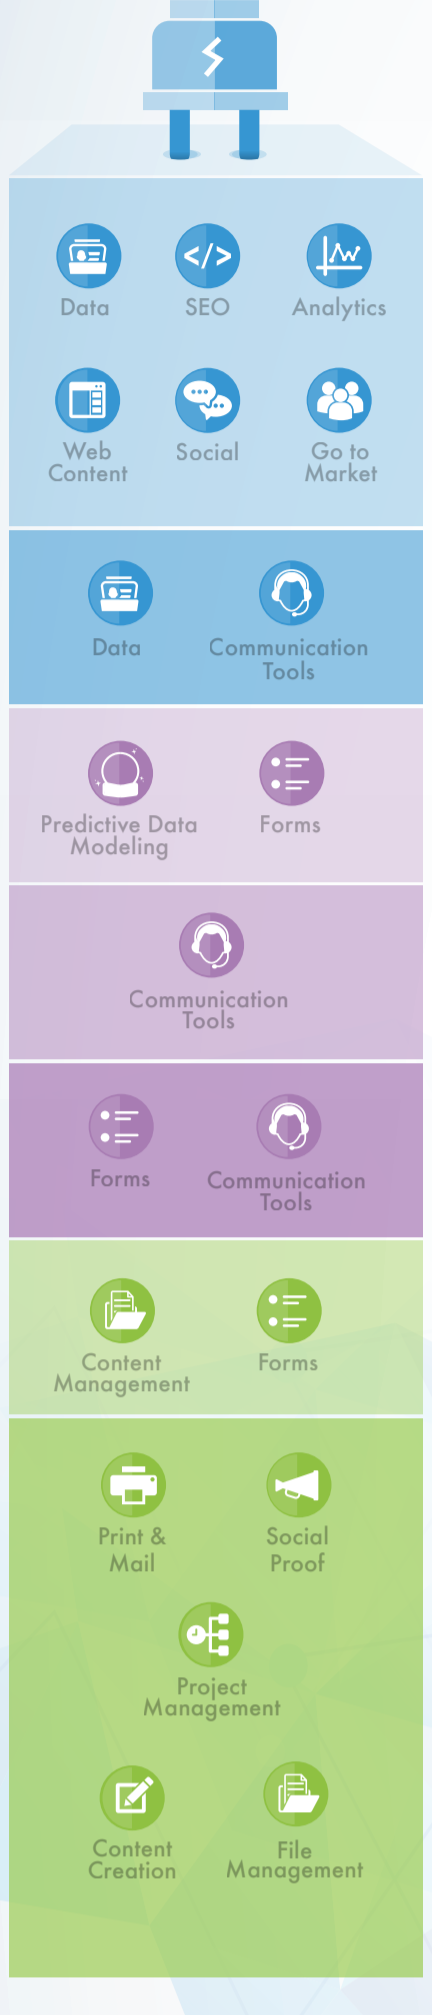 Data SEO Analytics
Web Social Go to
Content Market
Data Communication
Tools
Predictive Data Forms
Modeling
Communication
Tools
Forms Communication
Tools
Content Forms
Management
Print & Social
Mail Proof
Project
Management
Content File
Creation Management